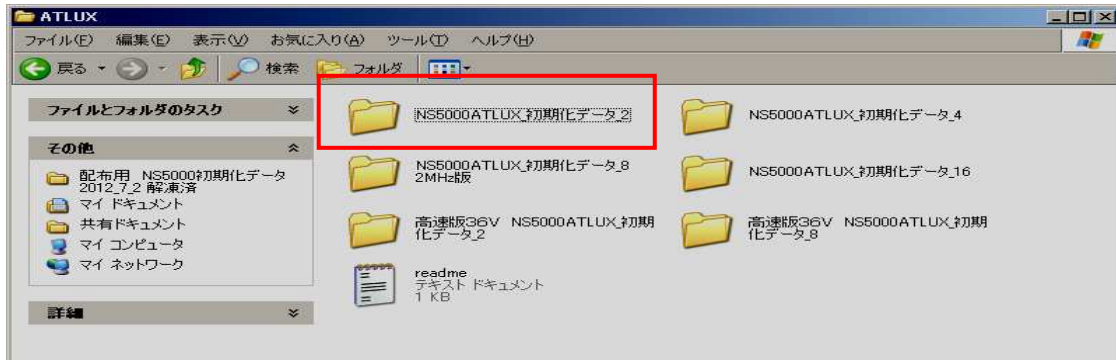 ATLUX
ファイル(F) 編集(E) 表示(V) お気に入り(A) ツール(T) ヘルプ(H)
戻る 検索 フォルダ
ファイルとフォルダのタスク
その他
配布用 NS5000初期化データ
2012_7_2 解凍済
マイ ドキュメント
共有ドキュメント
マイ コンピュータ
マイ ネットワーク
詳細
NS5000ATLUX_初期化データ_2
NS5000ATLUX_初期化データ_4
NS5000ATLUX_初期化データ_8
2MHz版
NS5000ATLUX_初期化データ_16
高速版36V NS5000ATLUX_初期
化データ_2
高速版36V NS5000ATLUX_初期
化データ_8
readme
テキスト ドキュメント
1 KB